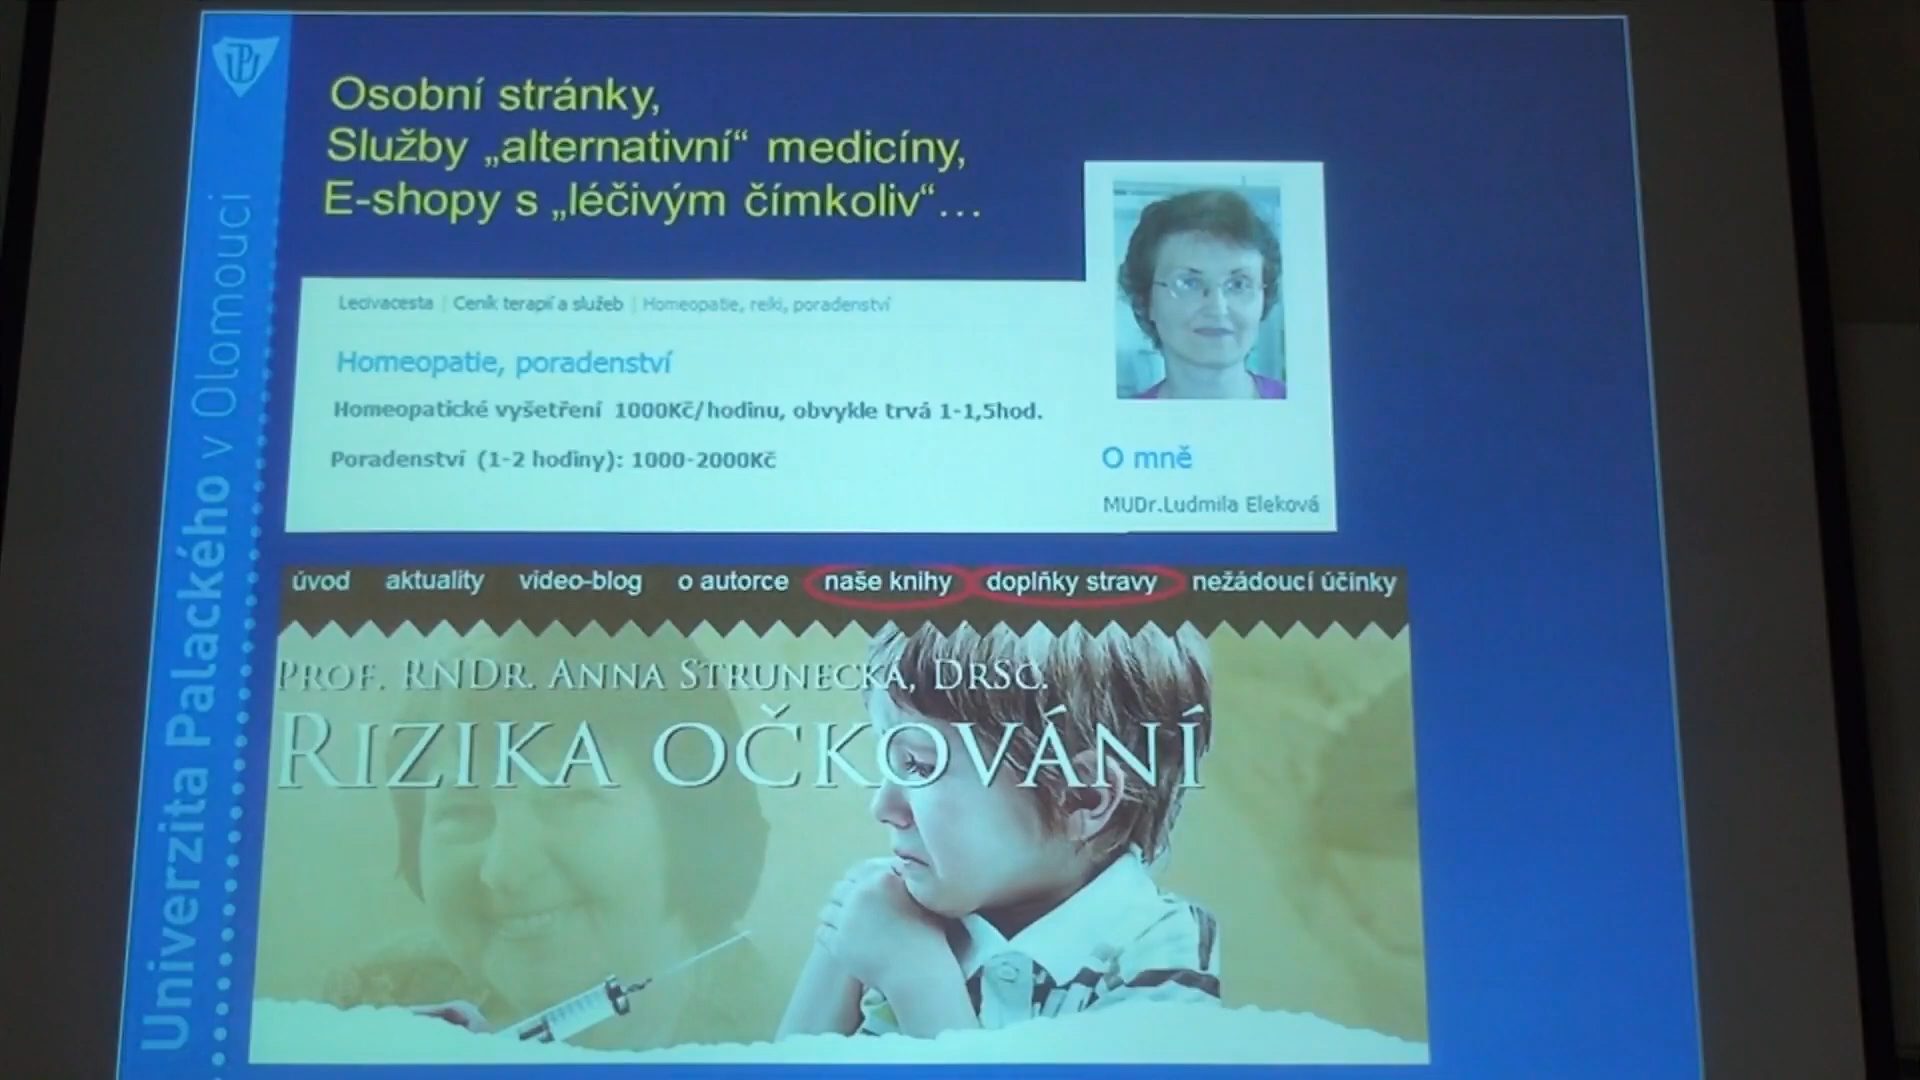 Osobní stránky,
Služby „alternativní“ medicíny,
E-shopy s „léčivým čímkoliv“...
Lecivacesta | Ceník terapií a služeb | Homeopatie, reiki, poradenství
Homeopatie, poradenství
Homeopatické vyšetření 1000Kč/hodinu, obvykle trvá 1-1,5hod.
Poradenství (1-2 hodiny): 1000-2000Kč
O mně
MUDr.Ludmila Eleková
úvod aktuality video-blog o autorce naše knihy doplňky stravy nežádoucí účinky
PROF. RNDR. ANNA STRUNECKÁ, DRSC.
RIZIKA OČKOVÁNÍ
Univerzita Palackého v Olomouci
UP